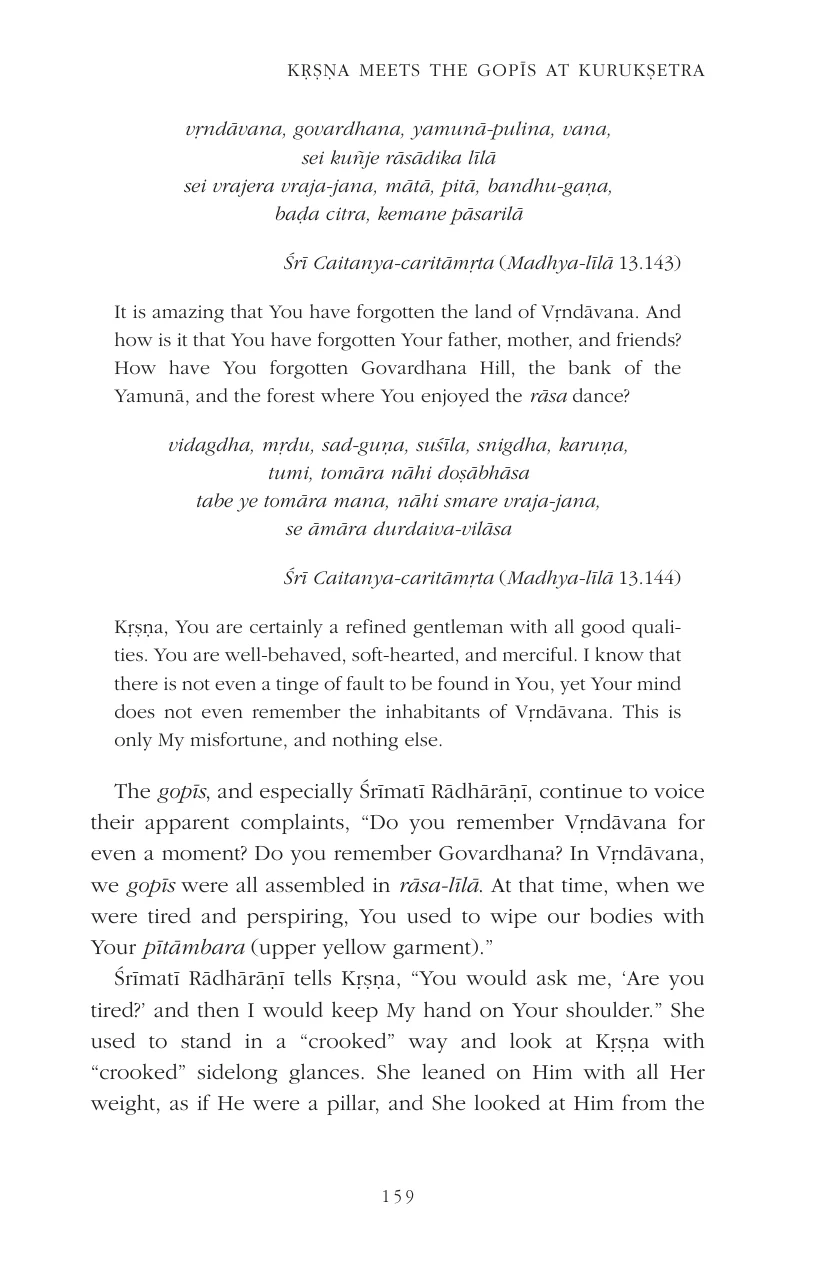 KṚṢṆA MEETS THE GOPĪS AT KURUKṢETRA
vṛndāvana, govardhana, yamunā-pulina, vana,
sei kuñje rāsādika līlā
sei vrajera vraja-jana, mātā, pitā, bandhu-gaṇa,
baḍa citra, kemane pāsarilā
Śrī Caitanya-caritāmṛta (Madhya-līlā 13.143)
It is amazing that You have forgotten the land of Vṛndāvana. And
how is it that You have forgotten Your father, mother, and friends?
How have You forgotten Govardhana Hill, the bank of the
Yamunā, and the forest where You enjoyed the rāsa dance?
vidagdha, mṛdu, sad-guṇa, suśīla, snigdha, karuṇa,
tumi, tomāra nāhi doṣābhāsa
tabe ye tomāra mana, nāhi smare vraja-jana,
se āmāra durdaiva-vilāsa
Śrī Caitanya-caritāmṛta (Madhya-līlā 13.144)
Kṛṣṇa, You are certainly a refined gentleman with all good quali-
ties. You are well-behaved, soft-hearted, and merciful. I know that
there is not even a tinge of fault to be found in You, yet Your mind
does not even remember the inhabitants of Vṛndāvana. This is
only My misfortune, and nothing else.
The gopīs, and especially Śrīmatī Rādhārāṇī, continue to voice
their apparent complaints, “Do you remember Vṛndāvana for
even a moment? Do you remember Govardhana? In Vṛndāvana,
we gopīs were all assembled in rāsa-līlā. At that time, when we
were tired and perspiring, You used to wipe our bodies with
Your pītāmbara (upper yellow garment).”
Śrīmatī Rādhārāṇī tells Kṛṣṇa, “You would ask me, ‘Are you
tired?’ and then I would keep My hand on Your shoulder.” She
used to stand in a “crooked” way and look at Kṛṣṇa with
“crooked” sidelong glances. She leaned on Him with all Her
weight, as if He were a pillar, and She looked at Him from the
159